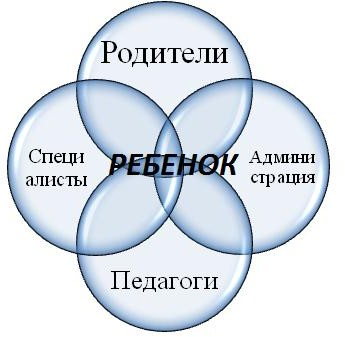 Родители
Специ
алисты
РЕБЕНОК
Админи
страция
Педагоги